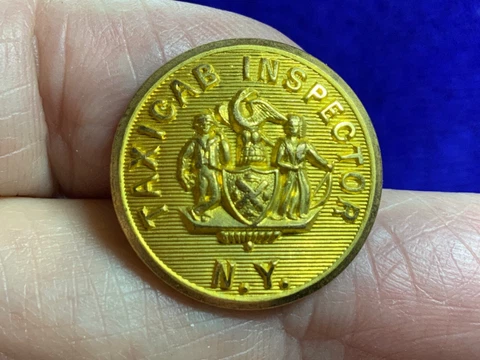 TAXICAB INSPECTOR
N.Y.